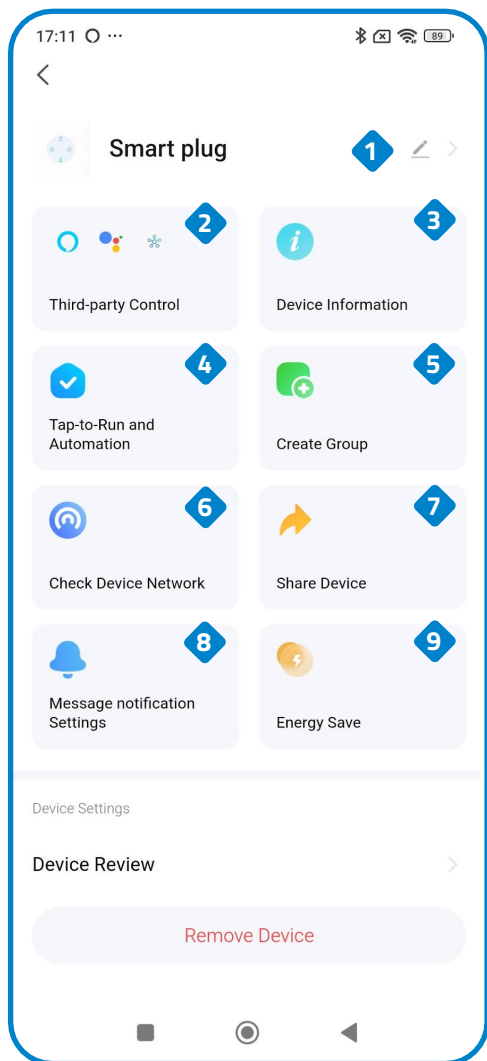 17:11 ...
89
Smart plug
1
2
3
Third-party Control
Device Information
4
5
Tap-to-Run and
Automation
Create Group
6
7
Check Device Network
Share Device
8
9
Message notification
Settings
Energy Save
Device Settings
Device Review
Remove Device